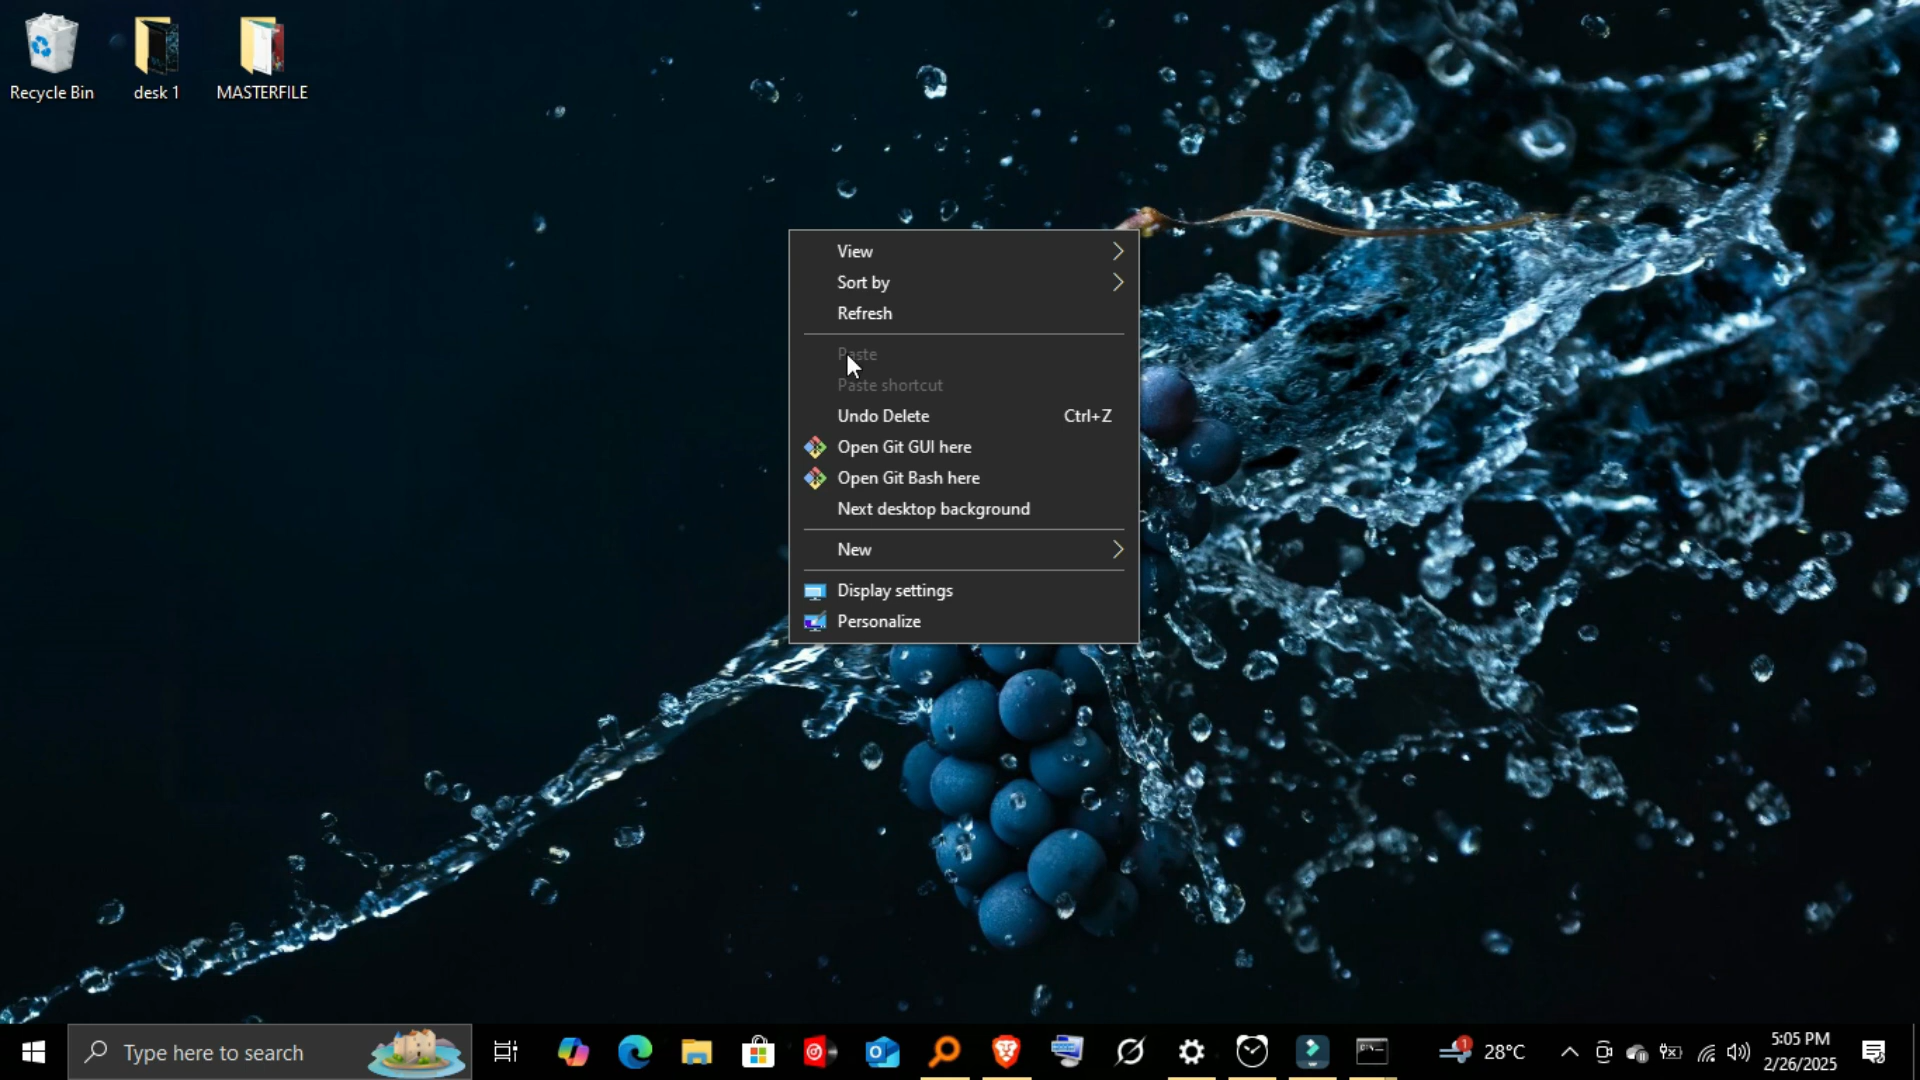 Recycle Bin
desk 1
MASTERFILE
View
Sort by
Refresh
Paste
Paste shortcut
Undo Delete Ctrl+Z
Open Git GUI here
Open Git Bash here
Next desktop background
New
Display settings
Personalize
Type here to search
1
28°C
5:05 PM
2/26/2025